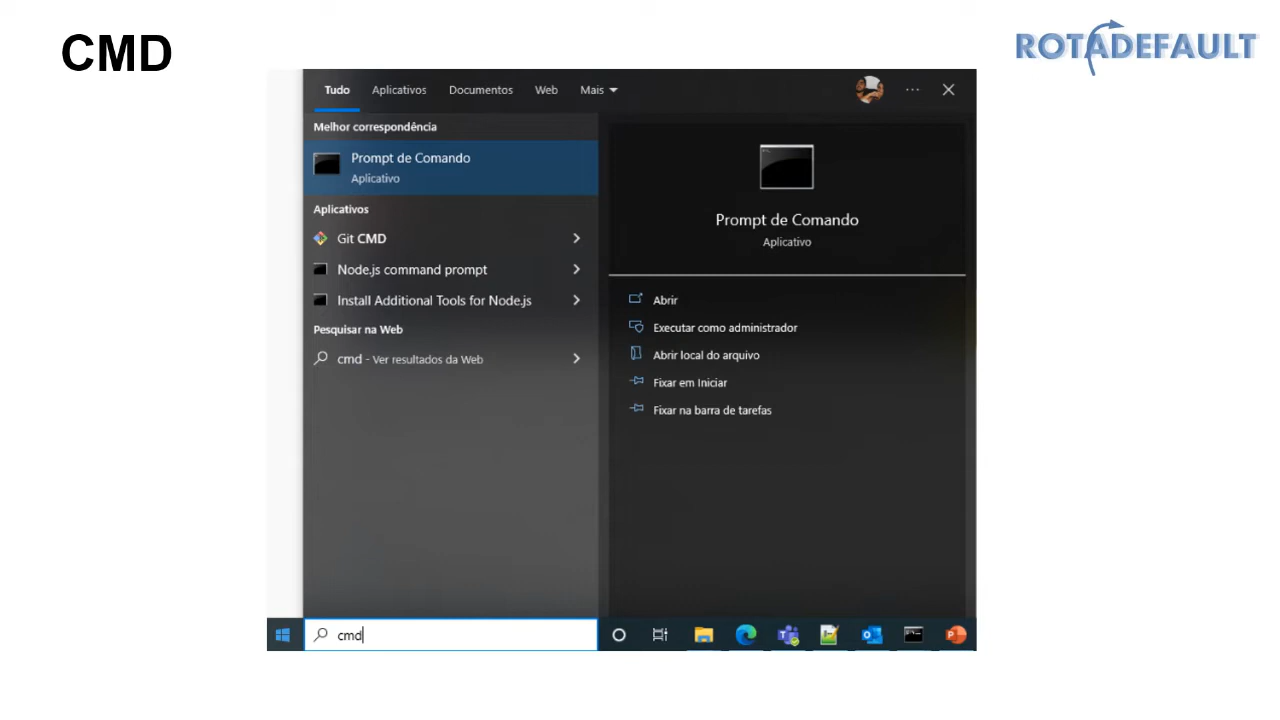 CMD
ROTADEFAULT
Tudo Aplicativos Documentos Web Mais
Melhor correspondência
Prompt de Comando
Aplicativo
Aplicativos
Git CMD
Node.js command prompt
Install Additional Tools for Node.js
Pesquisar na Web
cmd - Ver resultados da Web
Prompt de Comando
Aplicativo
Abrir
Executar como administrador
Abrir local do arquivo
Fixar em Iniciar
Fixar na barra de tarefas
cmd